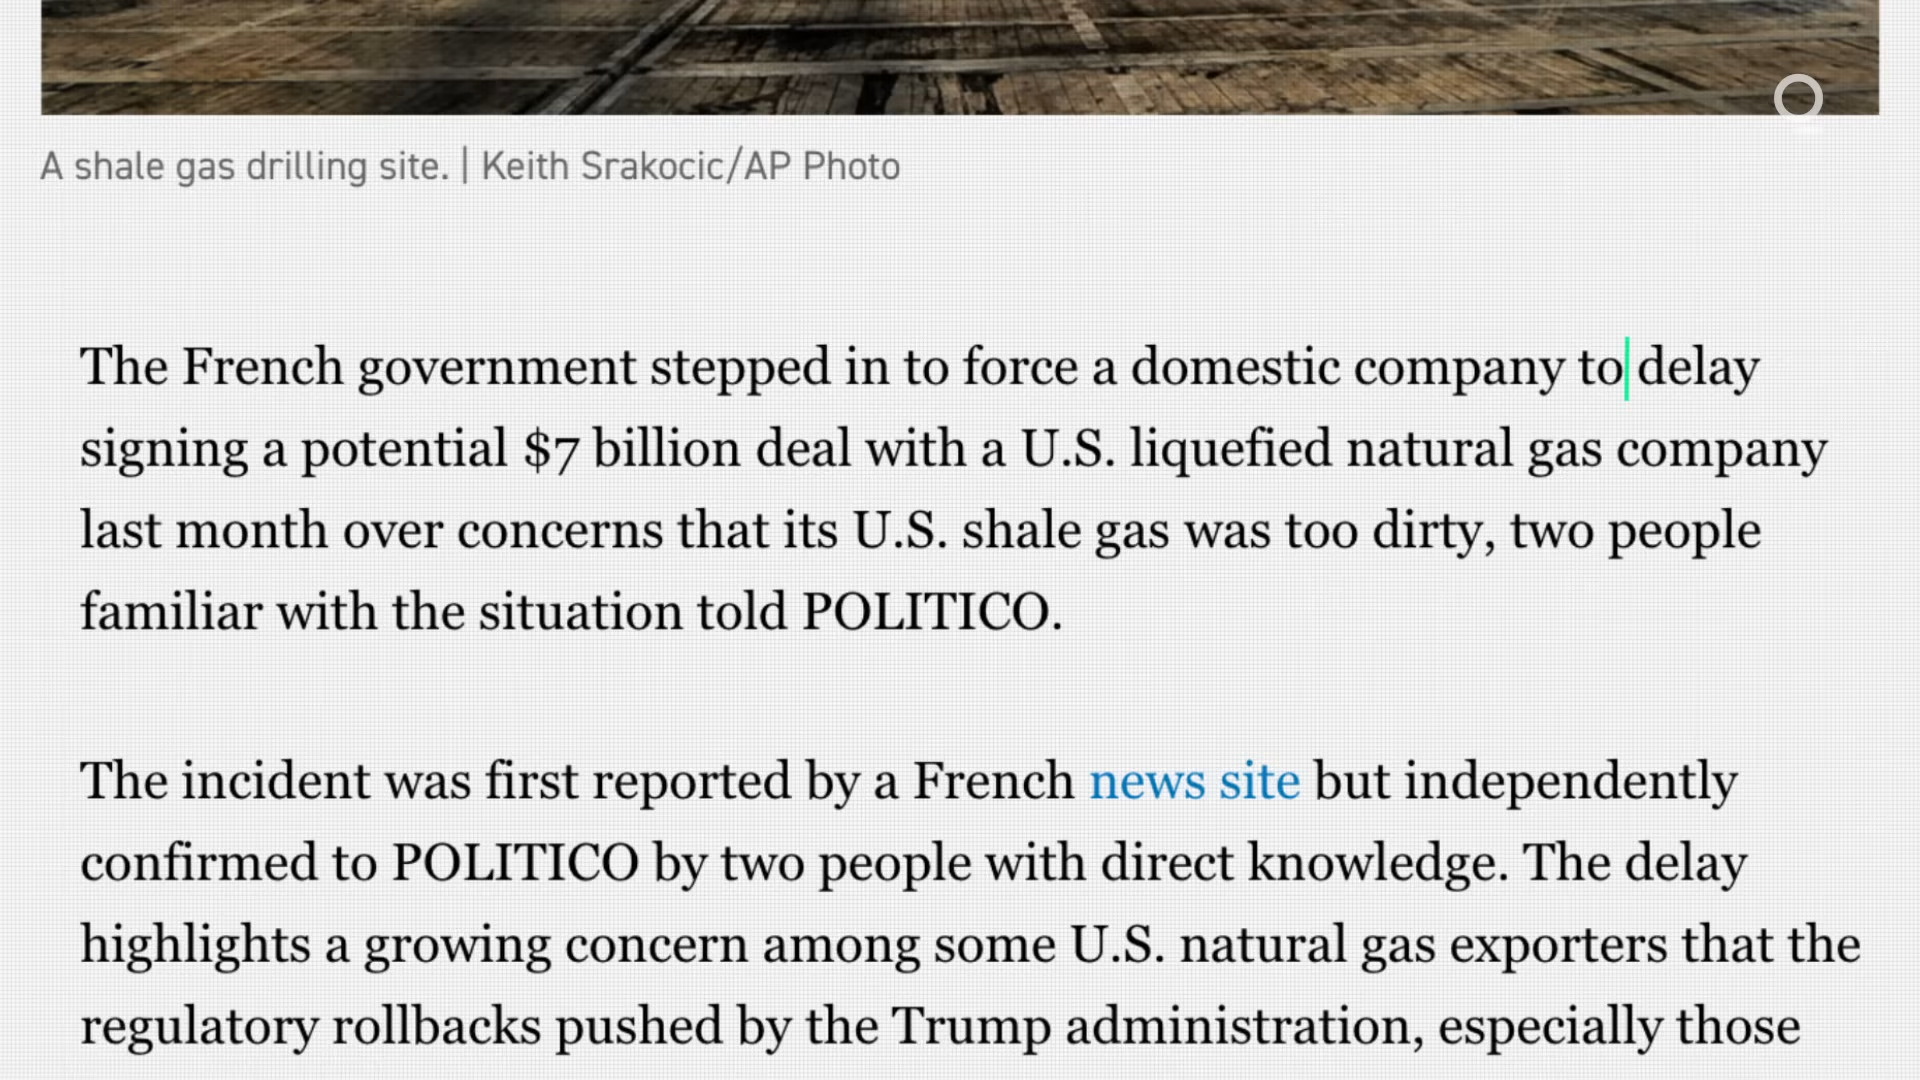 A shale gas drilling site. | Keith Srakocic/AP Photo
The French government stepped in to force a domestic company to delay
signing a potential $7 billion deal with a U.S. liquefied natural gas company
last month over concerns that its U.S. shale gas was too dirty, two people
familiar with the situation told POLITICO.
The incident was first reported by a French news site but independently
confirmed to POLITICO by two people with direct knowledge. The delay
highlights a growing concern among some U.S. natural gas exporters that the
regulatory rollbacks pushed by the Trump administration, especially those